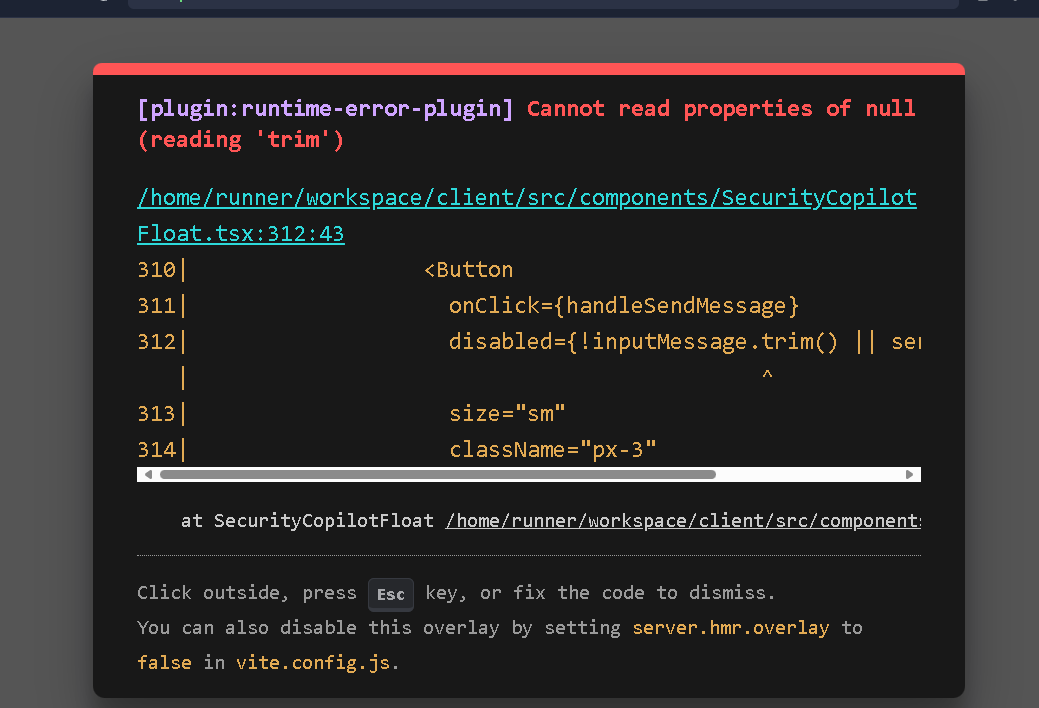 [plugin:runtime-error-plugin] Cannot read properties of null
(reading 'trim')
/home/runner/workspace/client/src/components/SecurityCopilot
Float.tsx:312:43
310|                  <Button
311|                    onClick={handleSendMessage}
312|                    disabled={!inputMessage.trim() || se
   |                                            ^
313|                    size="sm"
314|                    className="px-3"
at SecurityCopilotFloat /home/runner/workspace/client/src/components
Click outside, press Esc key, or fix the code to dismiss.
You can also disable this overlay by setting server.hmr.overlay to
false in vite.config.js.